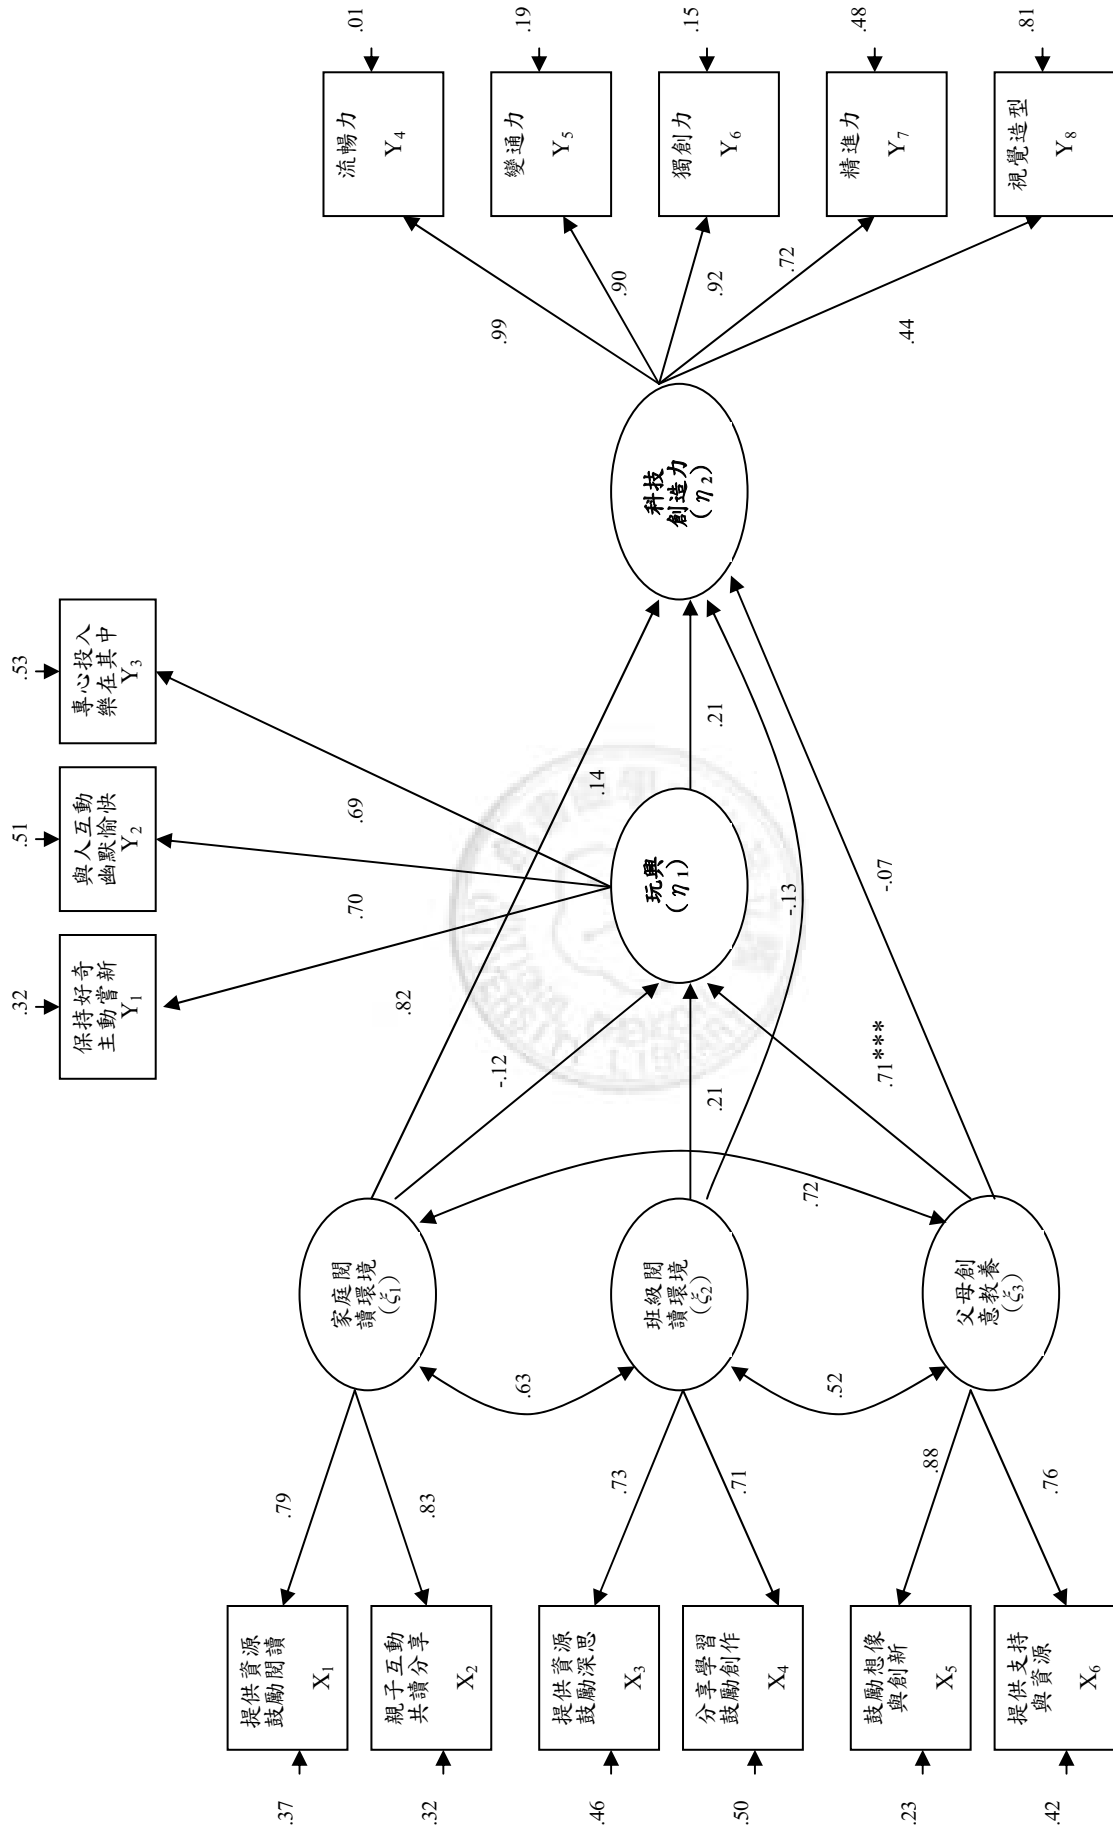 .37
提供資源
鼓勵閱讀
X1
.32
親子互動
共讀分享
X2
.46
提供資源
鼓勵深思
X3
.50
分享學習
鼓勵創作
X4
.23
鼓勵想像
與創新
X5
.42
提供支持
與資源
X6
.79
.83
.73
.71
.88
.76
家庭閱
讀環境
(ξ1)
班級閱
讀環境
(ξ2)
父母創
意教養
(ξ3)
.63
.52
.72
-.12
.21
.71***
.14
-.13
-.07
.32
保持好奇
主動嘗新
Y1
.51
與人互動
幽默愉快
Y2
.53
專心投入
樂在其中
Y3
.82
.70
.69
玩興
(η1)
.21
科技
創造力
(η2)
.99
.90
.92
.72
.44
流暢力
Y4
.01
變通力
Y5
.19
獨創力
Y6
.15
精進力
Y7
.48
視覺造型
Y8
.81